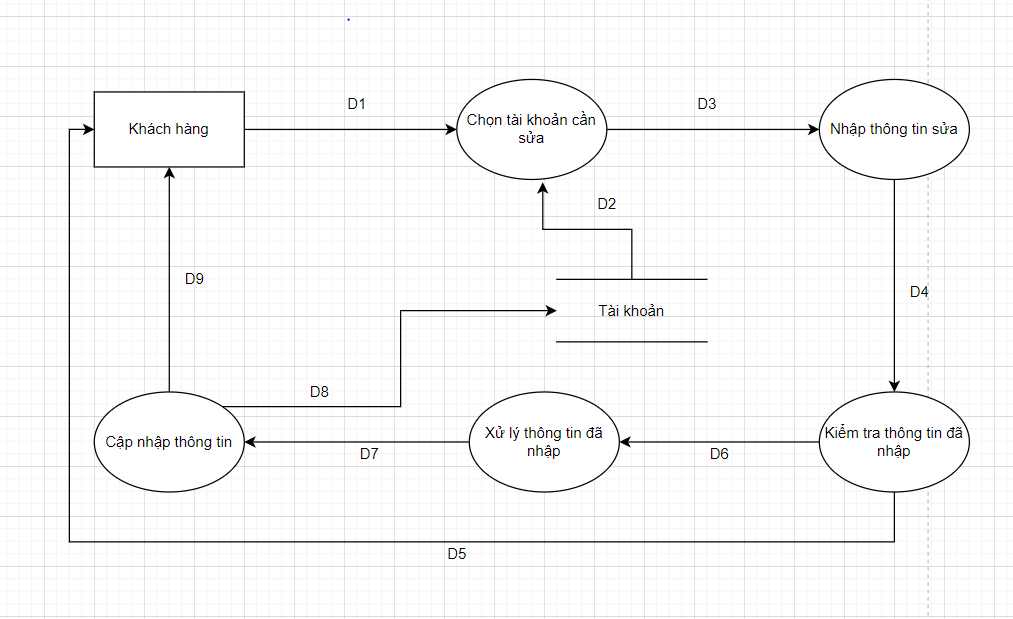 D1
D3
Khách hàng
Chọn tài khoản cần
sửa
Nhập thông tin sửa
D2
D9
D4
Tài khoản
D8
Cập nhập thông tin
Xử lý thông tin đã
nhập
Kiểm tra thông tin đã
nhập
D7
D6
D5